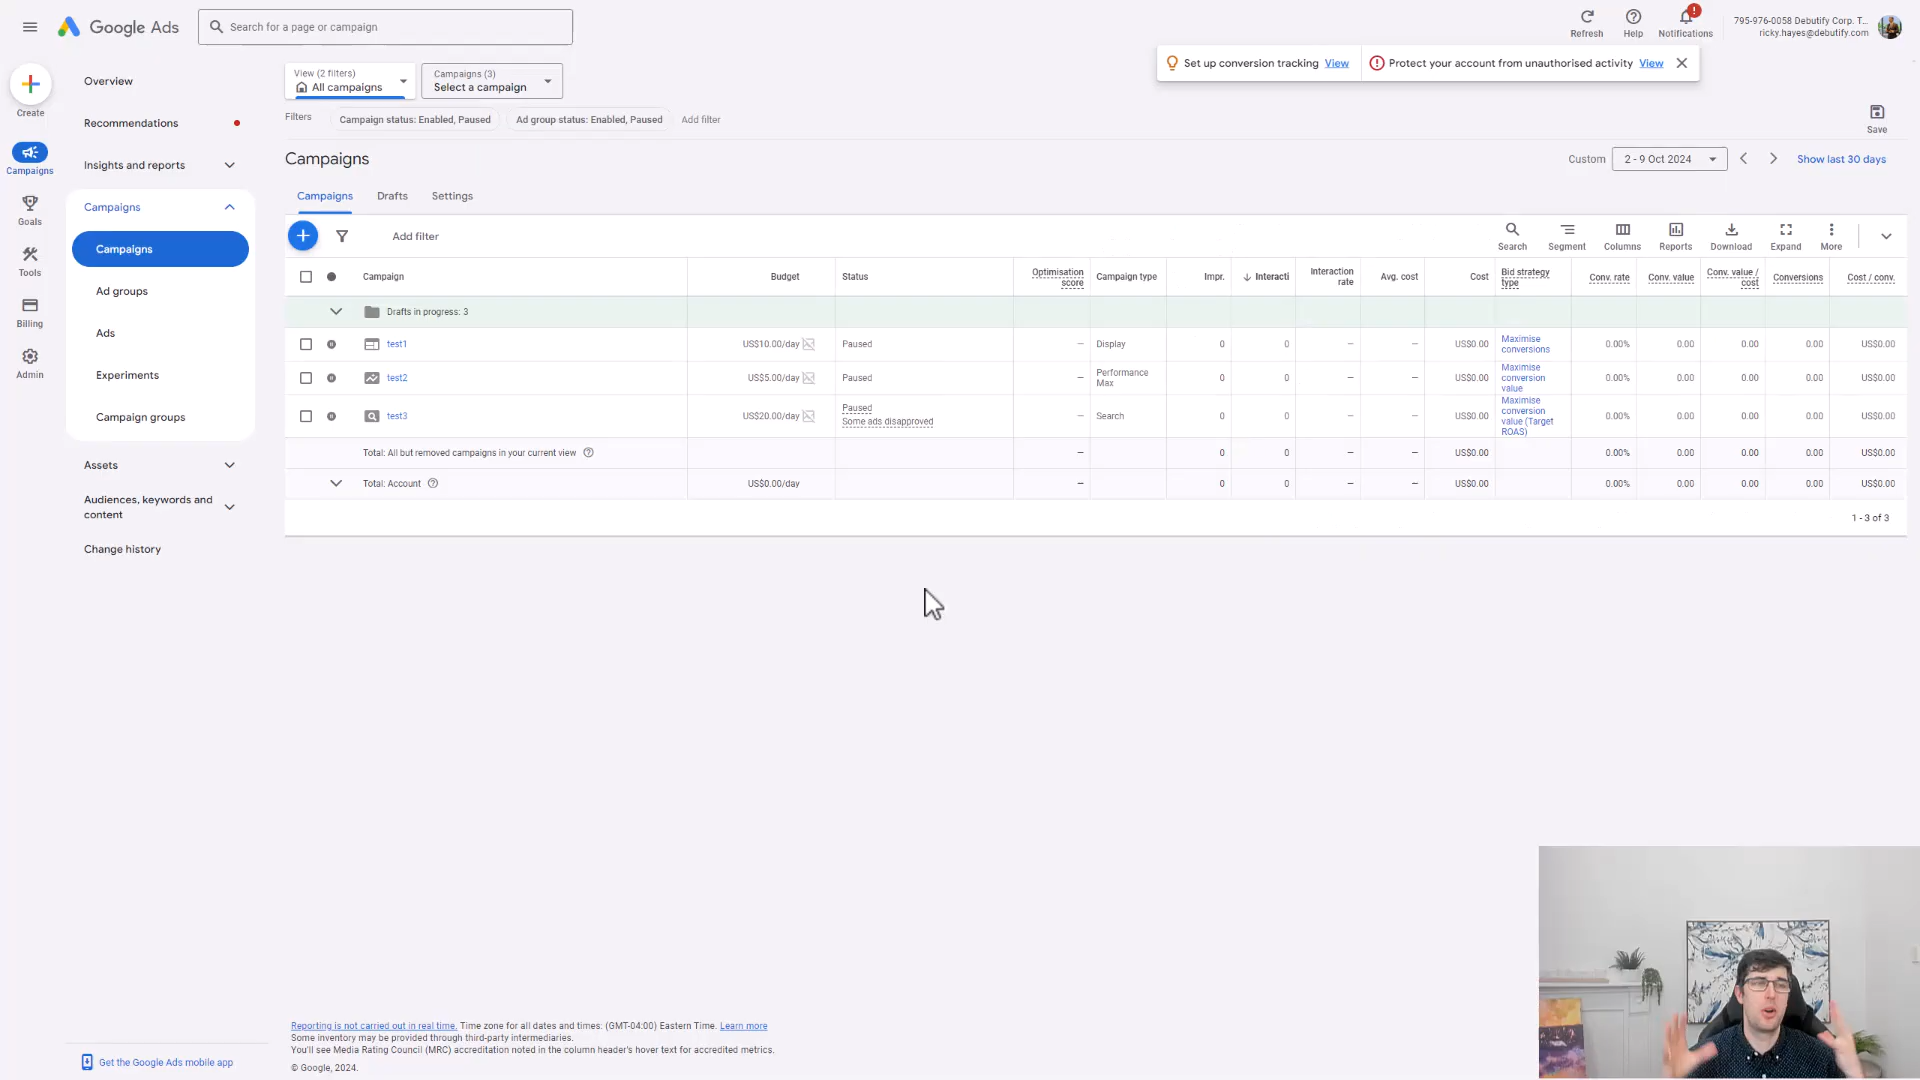 Google Ads
Search for a page or campaign
Refresh
Help
Notifications
795-976-0058 Debutify Corp. T...
ricky.hayes@debutify.com
Set up conversion tracking View
Protect your account from unauthorised activity View
Create
Campaigns
Goals
Tools
Billing
Admin
Overview
Recommendations
Insights and reports
Campaigns
Campaigns
Ad groups
Ads
Experiments
Campaign groups
Assets
Audiences, keywords and
content
Change history
Get the Google Ads mobile app
View (2 filters)
All campaigns
Campaigns (3)
Select a campaign
Filters
Campaign status: Enabled, Paused
Ad group status: Enabled, Paused
Add filter
Save
Campaigns
Custom
2 - 9 Oct 2024
Show last 30 days
Campaigns Drafts Settings
Add filter
Search
Segment
Columns
Reports
Download
Expand
More
Campaign Budget Status Optimisation score Campaign type Impr. Interacti Interaction rate Avg. cost Cost Bid strategy type Conv. rate Conv. value Conv. value / cost Conversions Cost / conv.
Drafts in progress: 3
test1 US$10.00/day Paused – Display 0 0 – – US$0.00 Maximise conversions 0.00% 0.00 0.00 0.00 US$0.00
test2 US$5.00/day Paused – Performance Max 0 0 – – US$0.00 Maximise conversion value 0.00% 0.00 0.00 0.00 US$0.00
test3 US$20.00/day Paused Some ads disapproved – Search 0 0 – – US$0.00 Maximise conversion value (Target ROAS) 0.00% 0.00 0.00 0.00 US$0.00
Total: All but removed campaigns in your current view – 0 0 – – US$0.00 0.00% 0.00 0.00 0.00 US$0.00
Total: Account US$0.00/day – 0 0 – – US$0.00 0.00% 0.00 0.00 0.00 US$0.00
1 - 3 of 3
Reporting is not carried out in real time. Time zone for all dates and times: (GMT-04:00) Eastern Time. Learn more
Some inventory may be provided through third-party intermediaries.
You'll see Media Rating Council (MRC) accreditation noted in the column header's hover text for accredited metrics.
© Google, 2024.